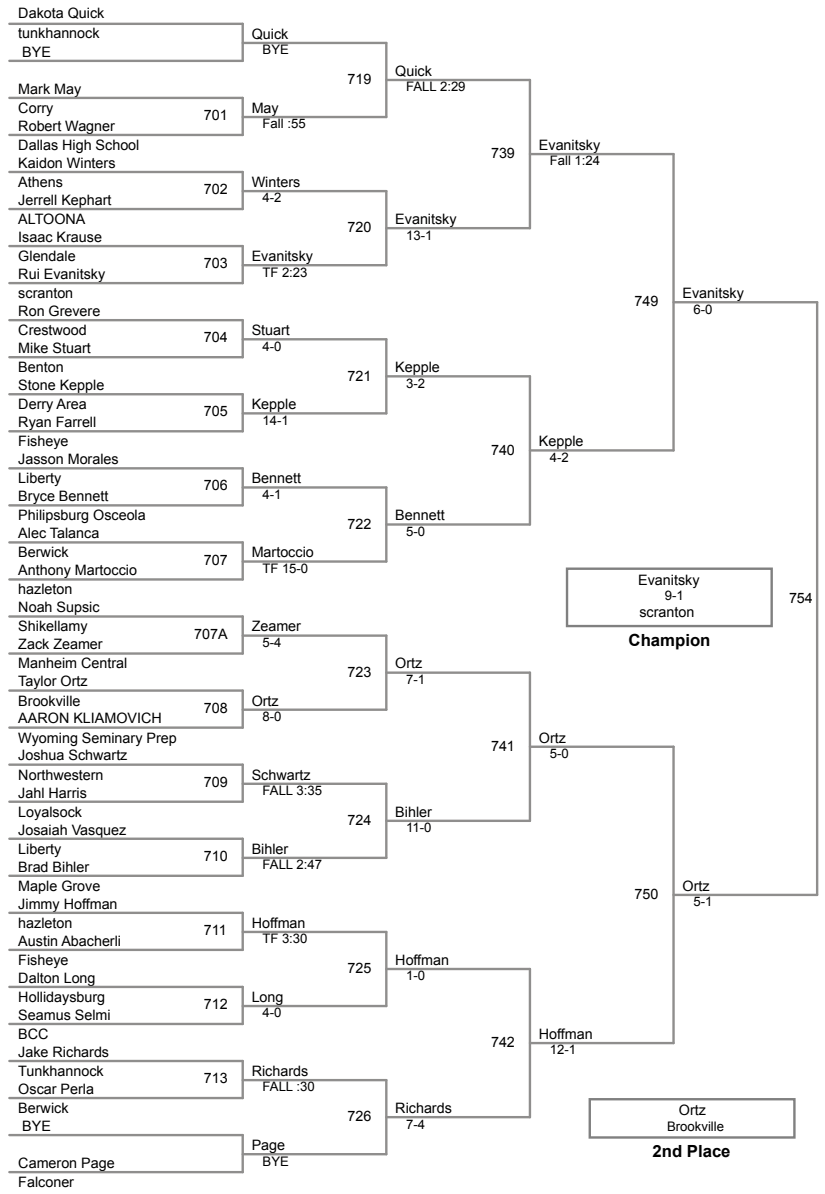 Dakota Quick
tunkhannock
BYE
Mark May
Corry
Robert Wagner
Dallas High School
Kaidon Winters
Athens
Jerrell Kephart
ALTOONA
Isaac Krause
Glendale
Rui Evanitsky
scranton
Ron Grevere
Crestwood
Mike Stuart
Benton
Stone Kepple
Derry Area
Ryan Farrell
Fisheye
Jasson Morales
Liberty
Bryce Bennett
Philipsburg Osceola
Alec Talanca
Berwick
Anthony Martoccio
hazleton
Noah Supsic
Shikellamy
Zack Zeamer
Manheim Central
Taylor Ortz
Brookville
AARON KLIAMOVICH
Wyoming Seminary Prep
Joshua Schwartz
Northwestern
Jahl Harris
Loyalsock
Josaiah Vasquez
Liberty
Brad Bihler
Maple Grove
Jimmy Hoffman
hazleton
Austin Abacherli
Fisheye
Dalton Long
Hollidaysburg
Seamus Selmi
BCC
Jake Richards
Tunkhannock
Oscar Perla
Berwick
BYE
Cameron Page
Falconer
701
702
703
704
705
706
707
707A
708
709
710
711
712
713
Quick
BYE
May
Fall :55
Winters
4-2
Evanitsky
TF 2:23
Stuart
4-0
Kepple
14-1
Bennett
4-1
Martoccio
TF 15-0
Zeamer
5-4
Ortz
8-0
Schwartz
FALL 3:35
Bihler
FALL 2:47
Hoffman
TF 3:30
Long
4-0
Richards
FALL :30
Page
BYE
719
720
721
722
723
724
725
726
Quick
FALL 2:29
Evanitsky
13-1
Kepple
3-2
Bennett
5-0
Ortz
7-1
Bihler
11-0
Hoffman
1-0
Richards
7-4
739
740
741
742
Evanitsky
Fall 1:24
Kepple
4-2
Ortz
5-0
Hoffman
12-1
749
750
Evanitsky
6-0
Ortz
5-1
754
Evanitsky
9-1
scranton
Champion
Ortz
Brookville
2nd Place